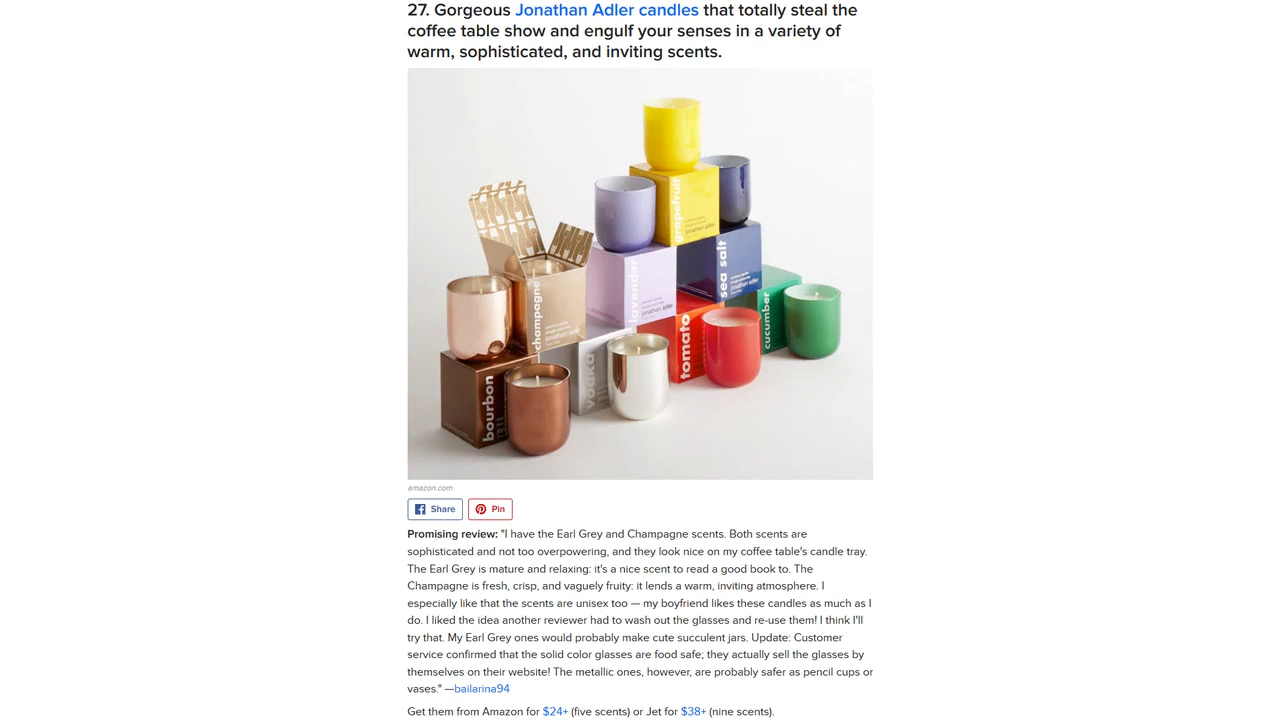 27. Gorgeous Jonathan Adler candles that totally steal the
coffee table show and engulf your senses in a variety of
warm, sophisticated, and inviting scents.
grapefruit
jonathan adler
lavender
jonathan adler
sea salt
jonathan adler
champagne
jonathan adler
cucumber
tomato
vodka
bourbon
amazon.com
Share
Pin
Promising review: "I have the Earl Grey and Champagne scents. Both scents are
sophisticated and not too overpowering, and they look nice on my coffee table's candle tray.
The Earl Grey is mature and relaxing: it's a nice scent to read a good book to. The
Champagne is fresh, crisp, and vaguely fruity: it lends a warm, inviting atmosphere. I
especially like that the scents are unisex too — my boyfriend likes these candles as much as I
do. I liked the idea another reviewer had to wash out the glasses and re-use them! I think I'll
try that. My Earl Grey ones would probably make cute succulent jars. Update: Customer
service confirmed that the solid color glasses are food safe; they actually sell the glasses by
themselves on their website! The metallic ones, however, are probably safer as pencil cups or
vases." —bailarina94
Get them from Amazon for $24+ (five scents) or Jet for $38+ (nine scents).